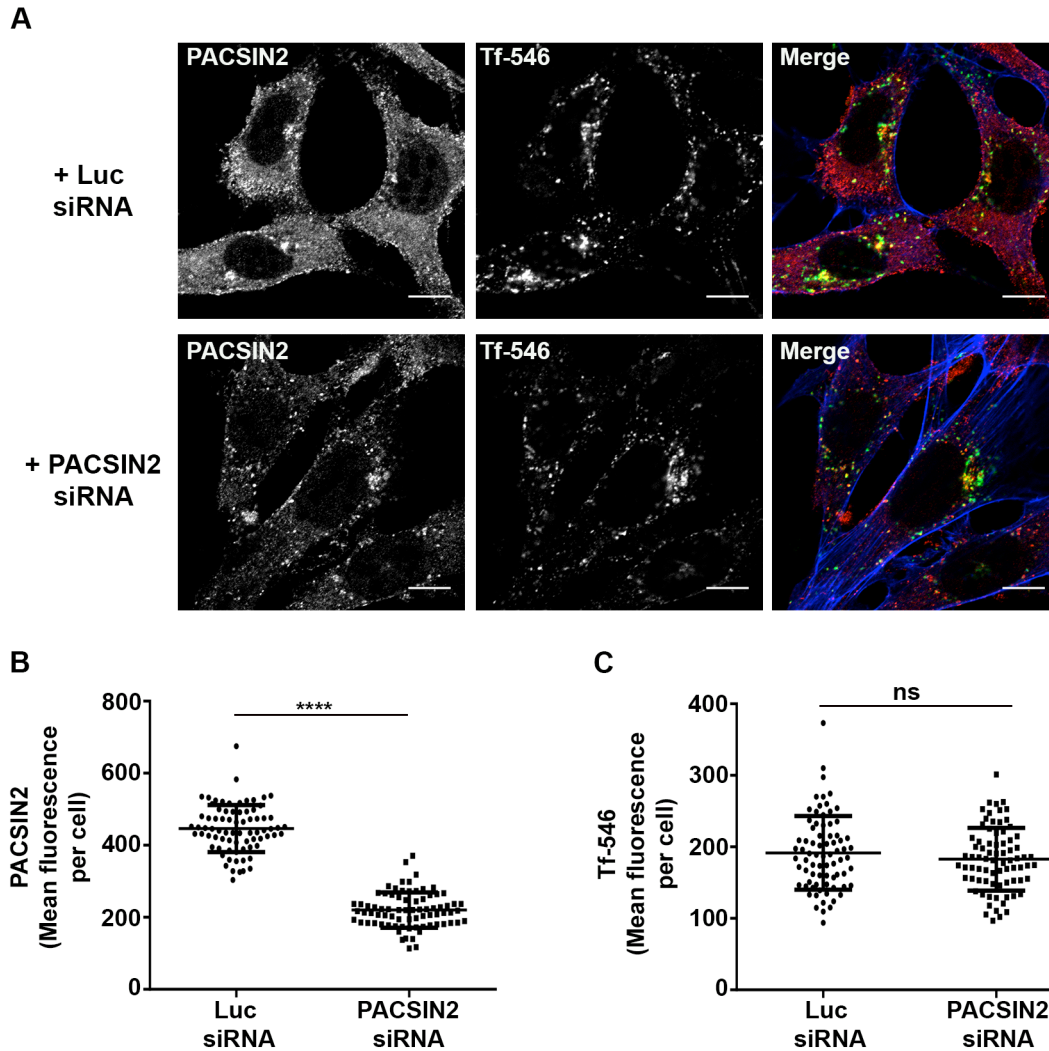 A
PACSIN2
Tf-546
Merge
+ Luc
siRNA
PACSIN2
Tf-546
Merge
+ PACSIN2
siRNA
B
PACSIN2
(Mean fluorescence
per cell)
800
600
400
200
0
****
Luc
siRNA
PACSIN2
siRNA
C
Tf-546
(Mean fluorescence
per cell)
400
300
200
100
0
ns
Luc
siRNA
PACSIN2
siRNA